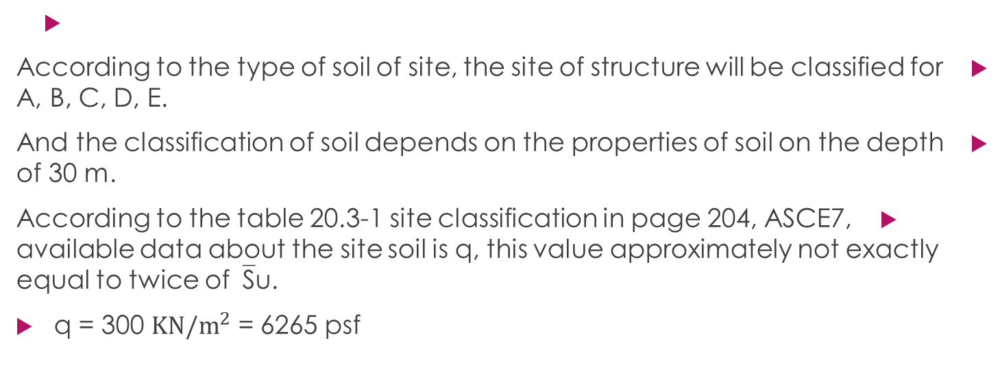 According to the type of soil of site, the site of structure will be classified for
A, B, C, D, E.
And the classification of soil depends on the properties of soil on the depth
of 30 m.
According to the table 20.3-1 site classification in page 204, ASCE7,
available data about the site soil is q, this value approximately not exactly
equal to twice of S̅u.
q = 300 KN/m² = 6265 psf